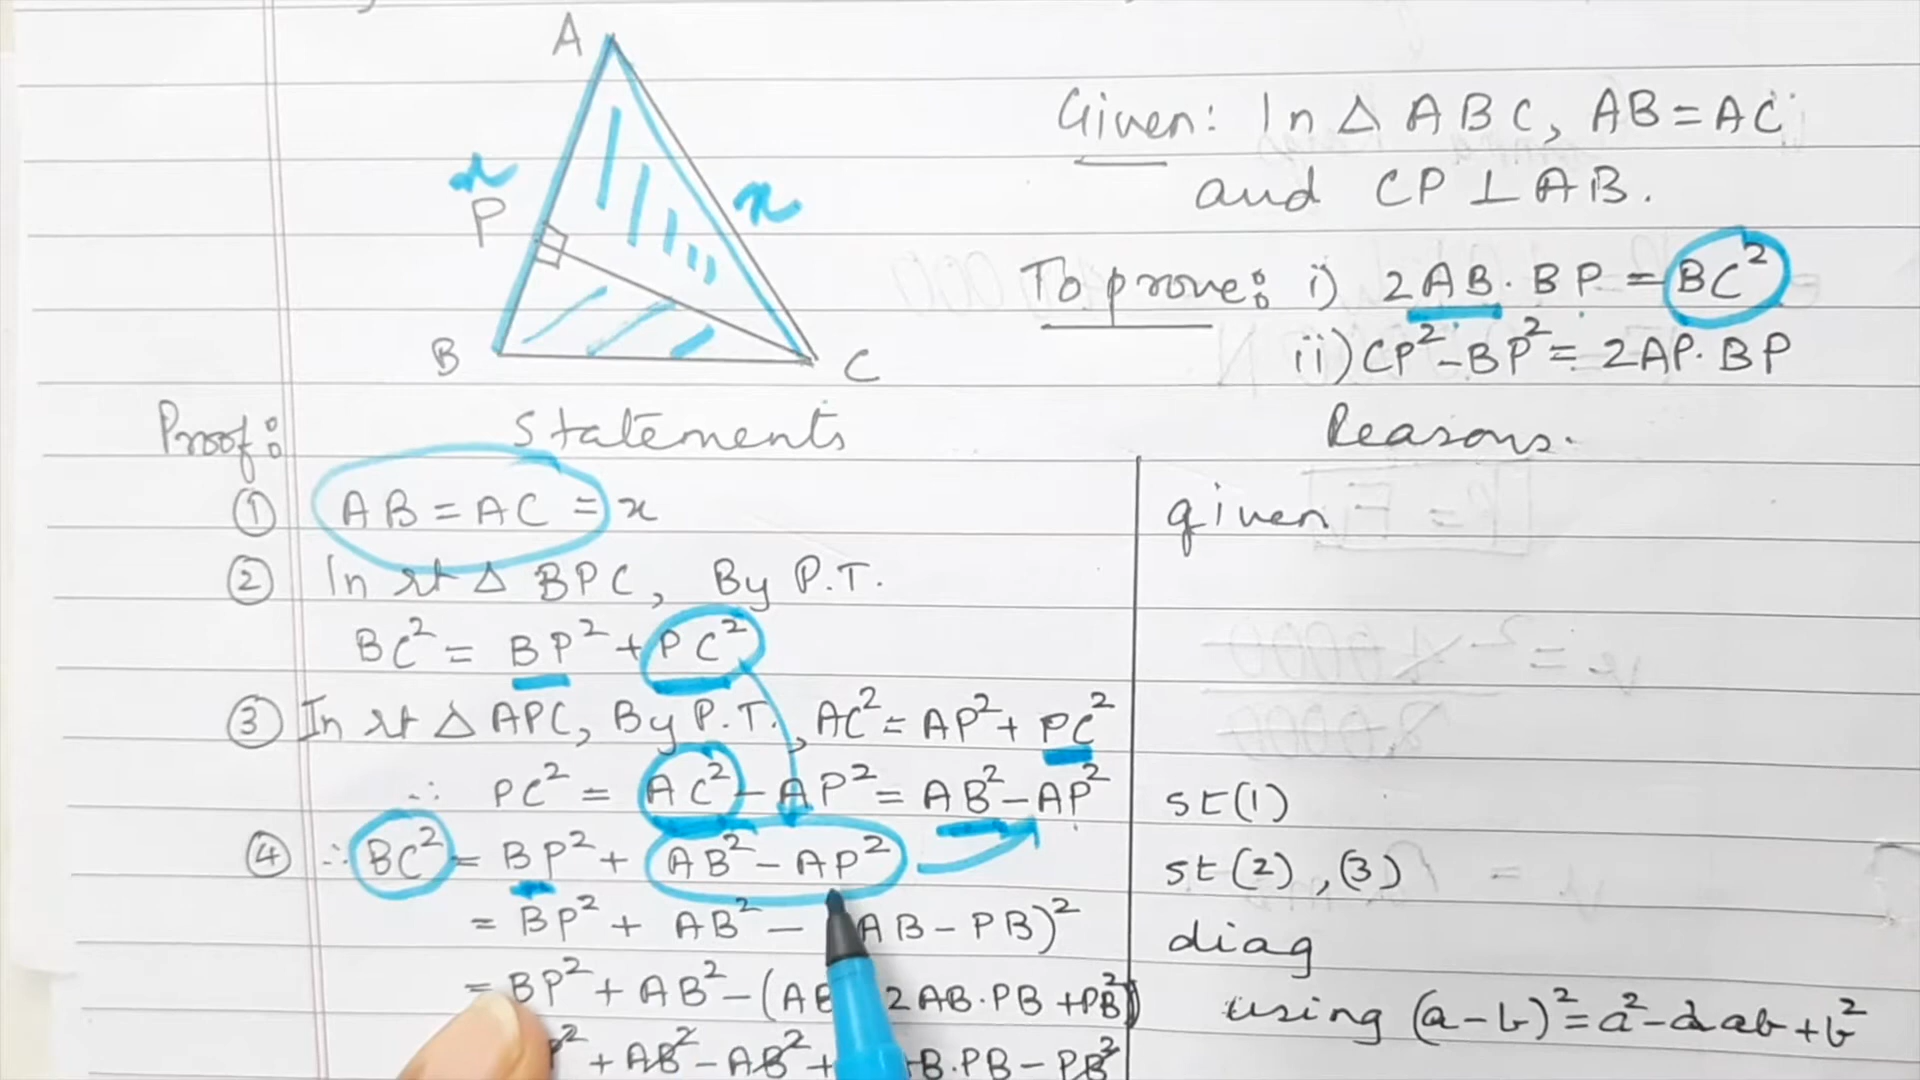 A
Given: In △ ABC, AB = AC
x
P
x
and CP ⊥ AB.
To prove: i) 2AB. BP = BC²
B
C
ii) CP² - BP² = 2AP. BP
Proof: Statements Reasons.
① AB = AC = x given
② In rt △ BPC, By P.T.
BC² = BP² + PC²
③ In rt △ APC, By P.T., AC² = AP² + PC²
∴ PC² = AC² - AP² = AB² - AP² st(1)
④ ∴ BC² = BP² + AB² - AP² st(2), (3)
= BP² + AB² - AB - PB)² diag
= BP² + AB² - (AB 2AB.PB + PB²) using (a-b)² = a² - 2ab + b²
+ AB² - AB² + B.PB - PB²